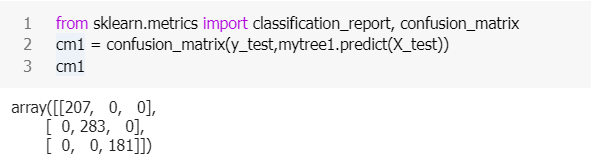 1 from sklearn.metrics import classification_report, confusion_matrix
2 cm1 = confusion_matrix(y_test,mytree1.predict(X_test))
3 cm1
array([[207, 0, 0],
[ 0, 283, 0],
[ 0, 0, 181]])